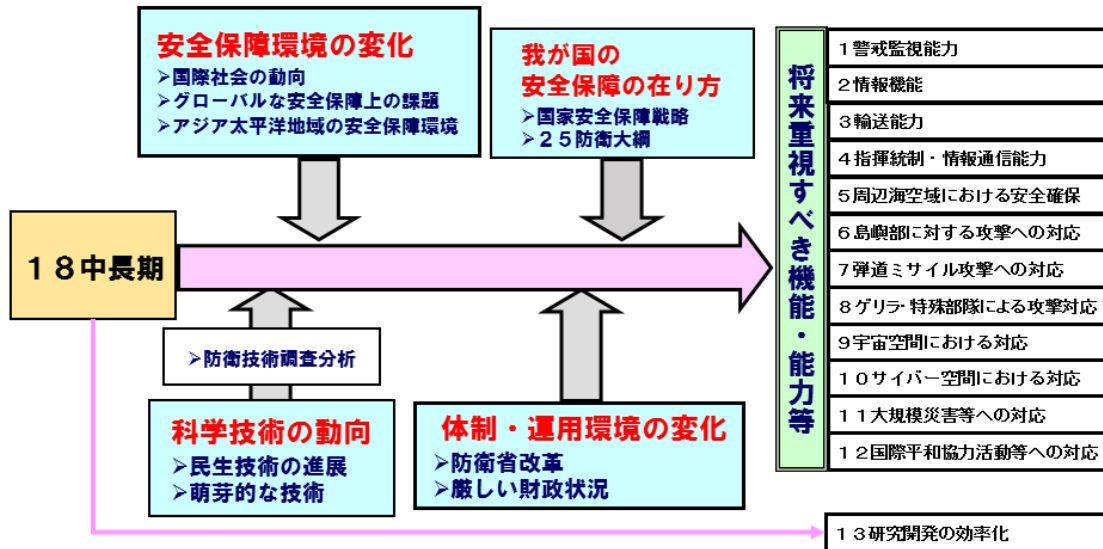 安全保障環境の変化
➢国際社会の動向
➢グローバルな安全保障上の課題
➢アジア太平洋地域の安全保障環境
我が国の
安全保障の在り方
➢国家安全保障戦略
➢２５防衛大綱
１８中長期
➢防衛技術調査分析
科学技術の動向
➢民生技術の進展
➢萌芽的な技術
体制・運用環境の変化
➢防衛省改革
➢厳しい財政状況
将来重視すべき機能・能力等
１警戒監視能力
２情報機能
３輸送能力
４指揮統制・情報通信能力
５周辺海空域における安全確保
６島嶼部に対する攻撃への対応
７弾道ミサイル攻撃への対応
８ゲリラ・特殊部隊による攻撃対応
９宇宙空間における対応
１０サイバー空間における対応
１１大規模災害等への対応
１２国際平和協力活動等への対応
１３研究開発の効率化